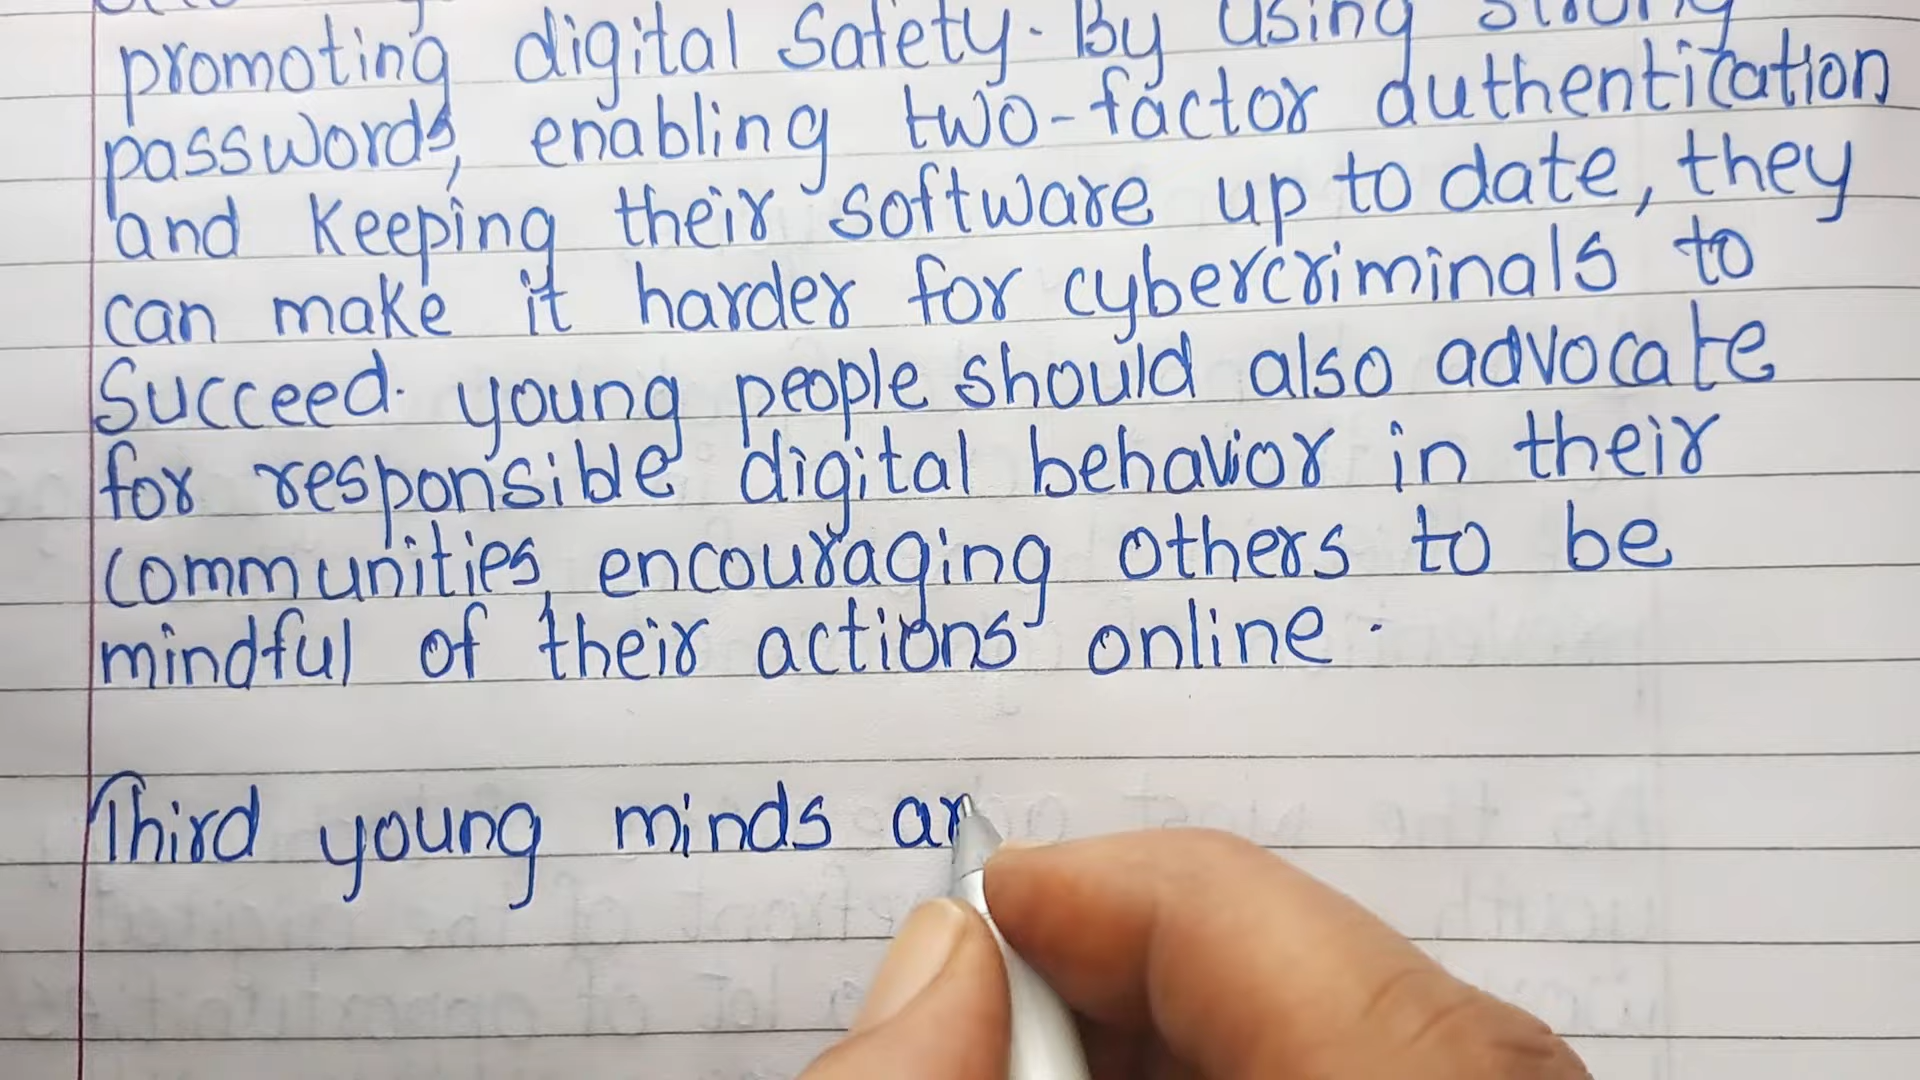 promoting digital Safety. By using strong
passwords, enabling two-factor authentication
and keeping their software up to date, they
can make it harder for cybercriminals to
Succeed. young people should also advocate
for responsible digital behavior in their
communities, encouraging others to be
mindful of their actions online.
Third young minds ar